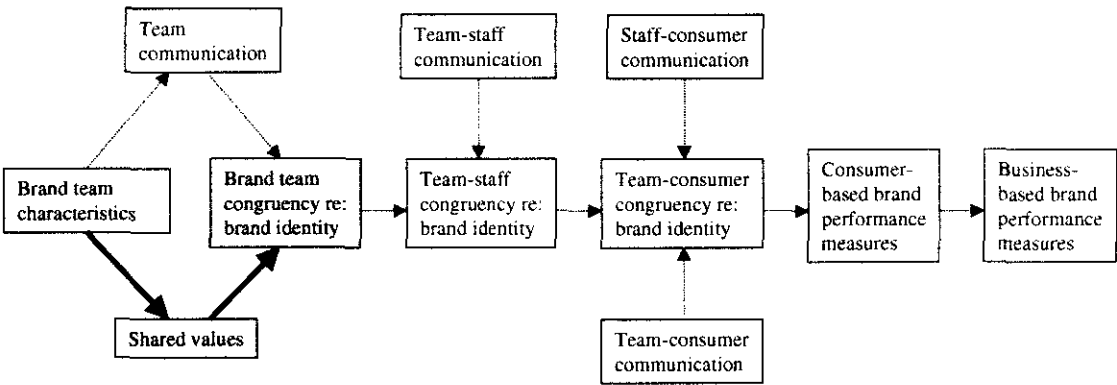 Team
communication
Team-staff
communication
Staff-consumer
communication
Brand team
characteristics
Brand team
congruency re:
brand identity
Team-staff
congruency re:
brand identity
Team-consumer
congruency re:
brand identity
Consumer-
based brand
performance
measures
Business-
based brand
performance
measures
Shared values
Team-consumer
communication